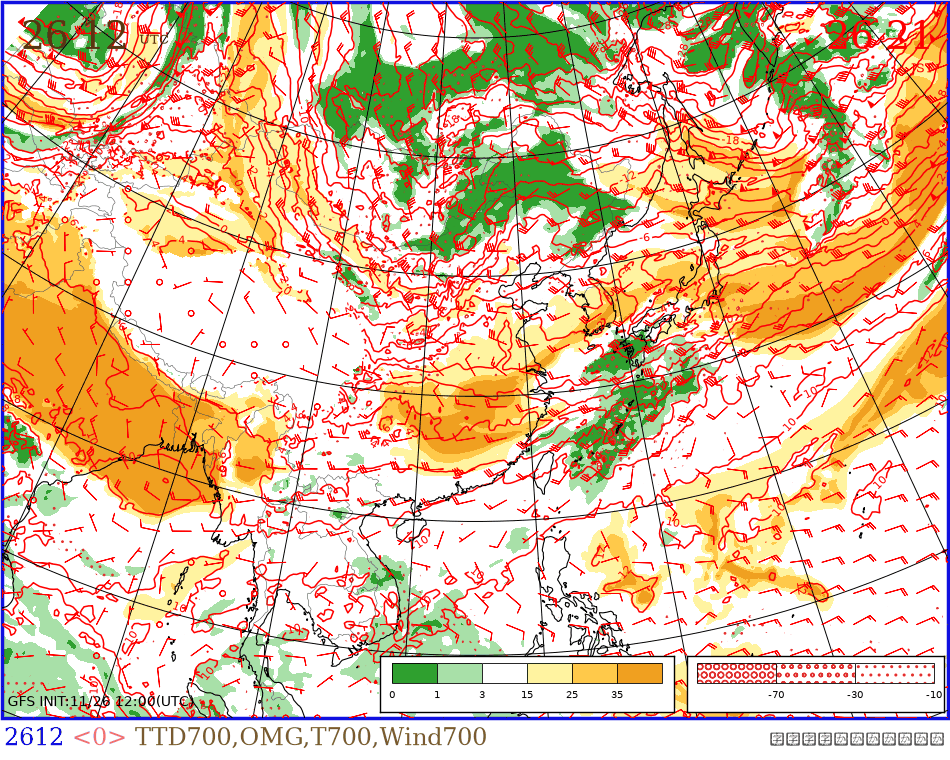 26 12 UTC
26 21 JST
GFS INIT:11/26 12:00(UTC)
0 1 3 15 25 35
-70 -30 -10
2612 <0> TTD700,OMG,T700,Wind700